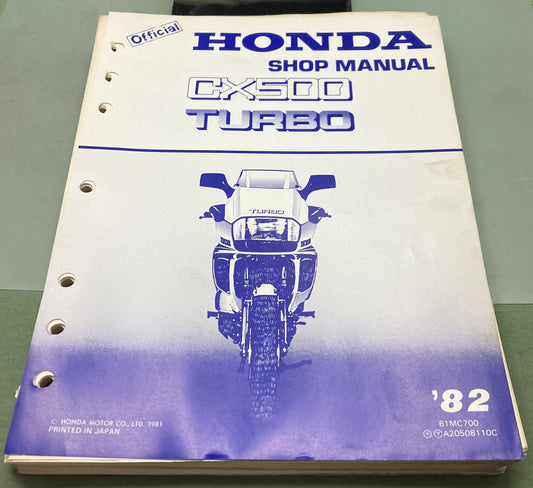 Official
HONDA
SHOP MANUAL
CX500
TURBO
TURBO
'82
© HONDA MOTOR CO., LTD. 1981
PRINTED IN JAPAN
61MC700
A20508110C